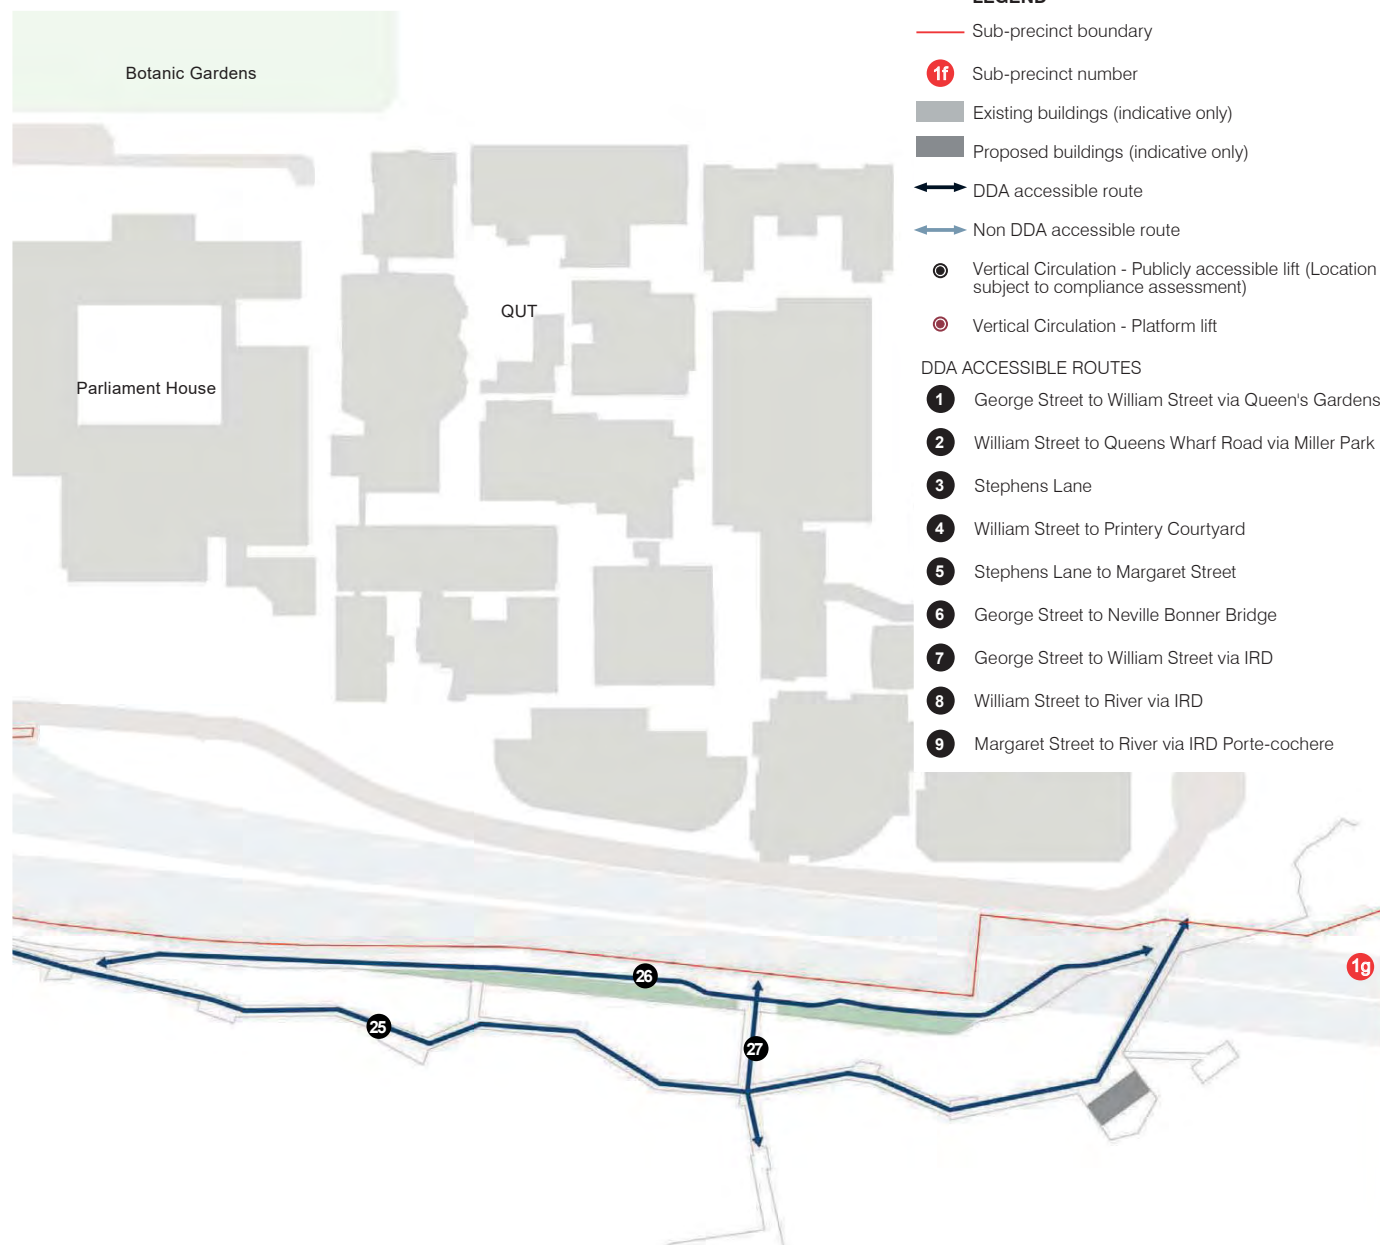 LEGEND
Sub-precinct boundary
1f
Sub-precinct number
Existing buildings (indicative only)
Proposed buildings (indicative only)
DDA accessible route
Non DDA accessible route
Vertical Circulation - Publicly accessible lift (Location
subject to compliance assessment)
Vertical Circulation - Platform lift
DDA ACCESSIBLE ROUTES
1 George Street to William Street via Queen's Gardens
2 William Street to Queens Wharf Road via Miller Park
3 Stephens Lane
4 William Street to Printery Courtyard
5 Stephens Lane to Margaret Street
6 George Street to Neville Bonner Bridge
7 George Street to William Street via IRD
8 William Street to River via IRD
9 Margaret Street to River via IRD Porte-cochere
Botanic Gardens
QUT
Parliament House
1g
26
25
27